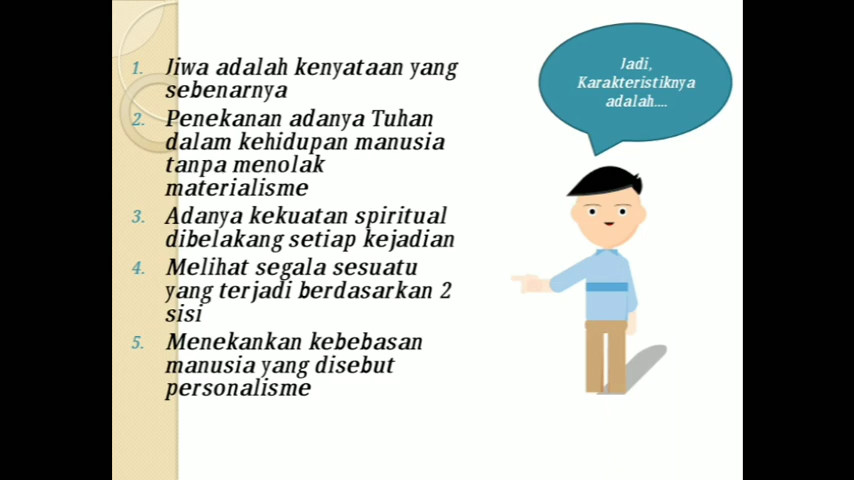 1. Jiwa adalah kenyataan yang
sebenarnya
2. Penekanan adanya Tuhan
dalam kehidupan manusia
tanpa menolak
materialisme
3. Adanya kekuatan spiritual
dibelakang setiap kejadian
4. Melihat segala sesuatu
yang terjadi berdasarkan 2
sisi
5. Menekankan kebebasan
manusia yang disebut
personalisme
Jadi,
Karakteristiknya
adalah....